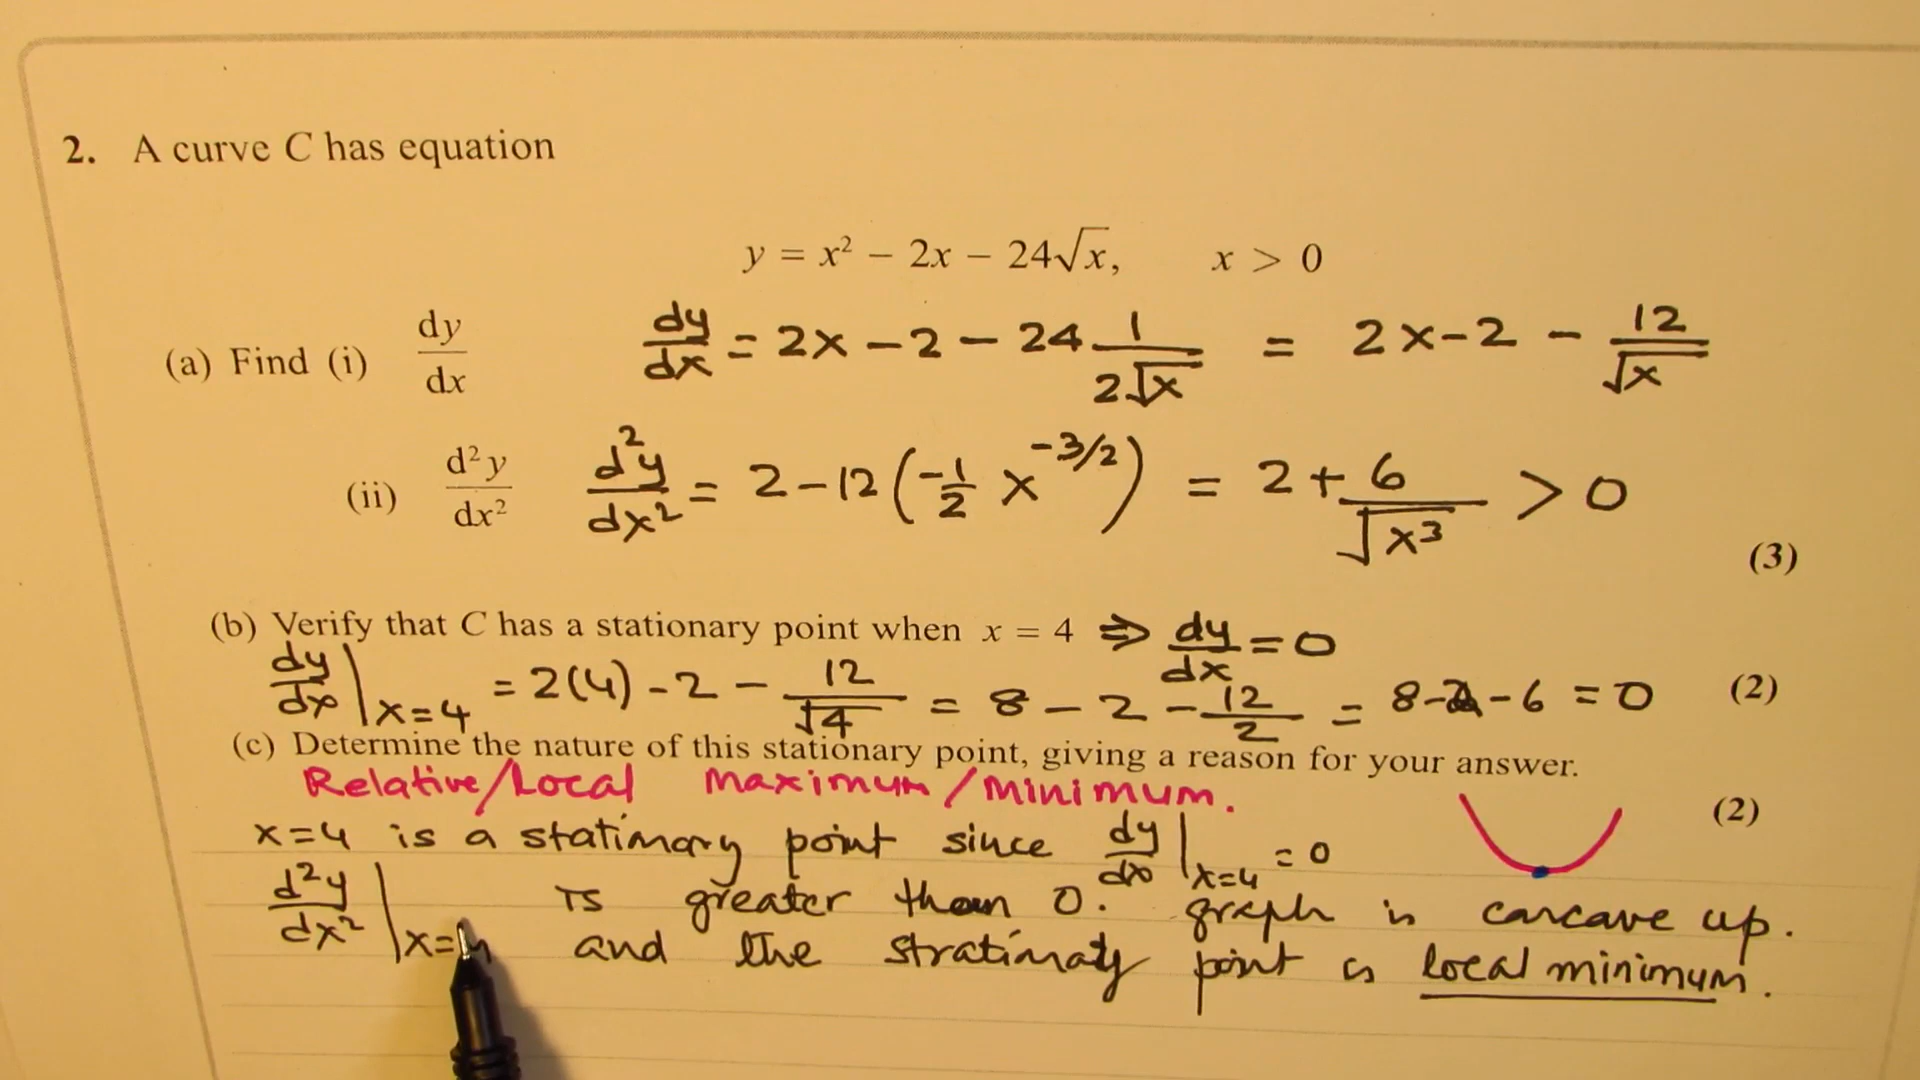 2. A curve C has equation
y = x² − 2x − 24√x, x > 0
(a) Find (i) dy/dx dy/dx = 2x − 2 − 24 1/(2√x) = 2x − 2 − 12/√x
(ii) d²y/dx² d²y/dx² = 2 − 12(−1/2 x^(−3/2)) = 2 + 6/√x³ > 0
(3)
(b) Verify that C has a stationary point when x = 4 ⇒ dy/dx = 0
dy/dx |x=4 = 2(4) − 2 − 12/√4 = 8 − 2 − 12/2 = 8 − 2 − 6 = 0 (2)
(c) Determine the nature of this stationary point, giving a reason for your answer.
Relative/Local Maximum/Minimum.
(2)
x=4 is a stationary point since dy/dx |x=4 = 0
d²y/dx² |x=4 is greater than 0. graph is concave up.
and the strationaty point is local minimum.